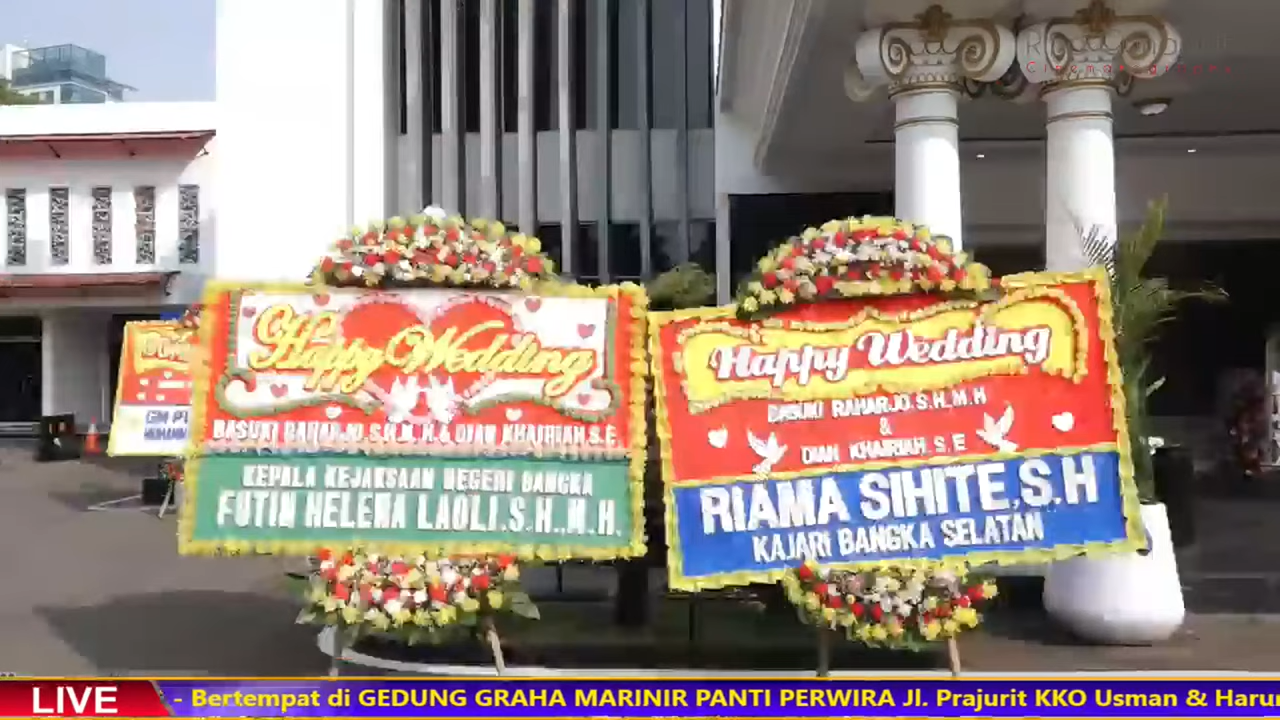 Happy Wedding
BASUKI RAHARJO.S.H.M.H & DIAN KHAIRIAH.S.E
KEPALA KEJAKSAAN NEGERI BANGKA
FUTIN HELENA LAOLI.S.H.,M.H.
Happy Wedding
BASUKI RAHARJO.S.H.M.H
&
DIAN KHAIRIAH. S.E
RIAMA SIHITE,S.H
KAJARI BANGKA SELATAN
LIVE
- Bertempat di GEDUNG GRAHA MARINIR PANTI PERWIRA Jl. Prajurit KKO Usman & Haru